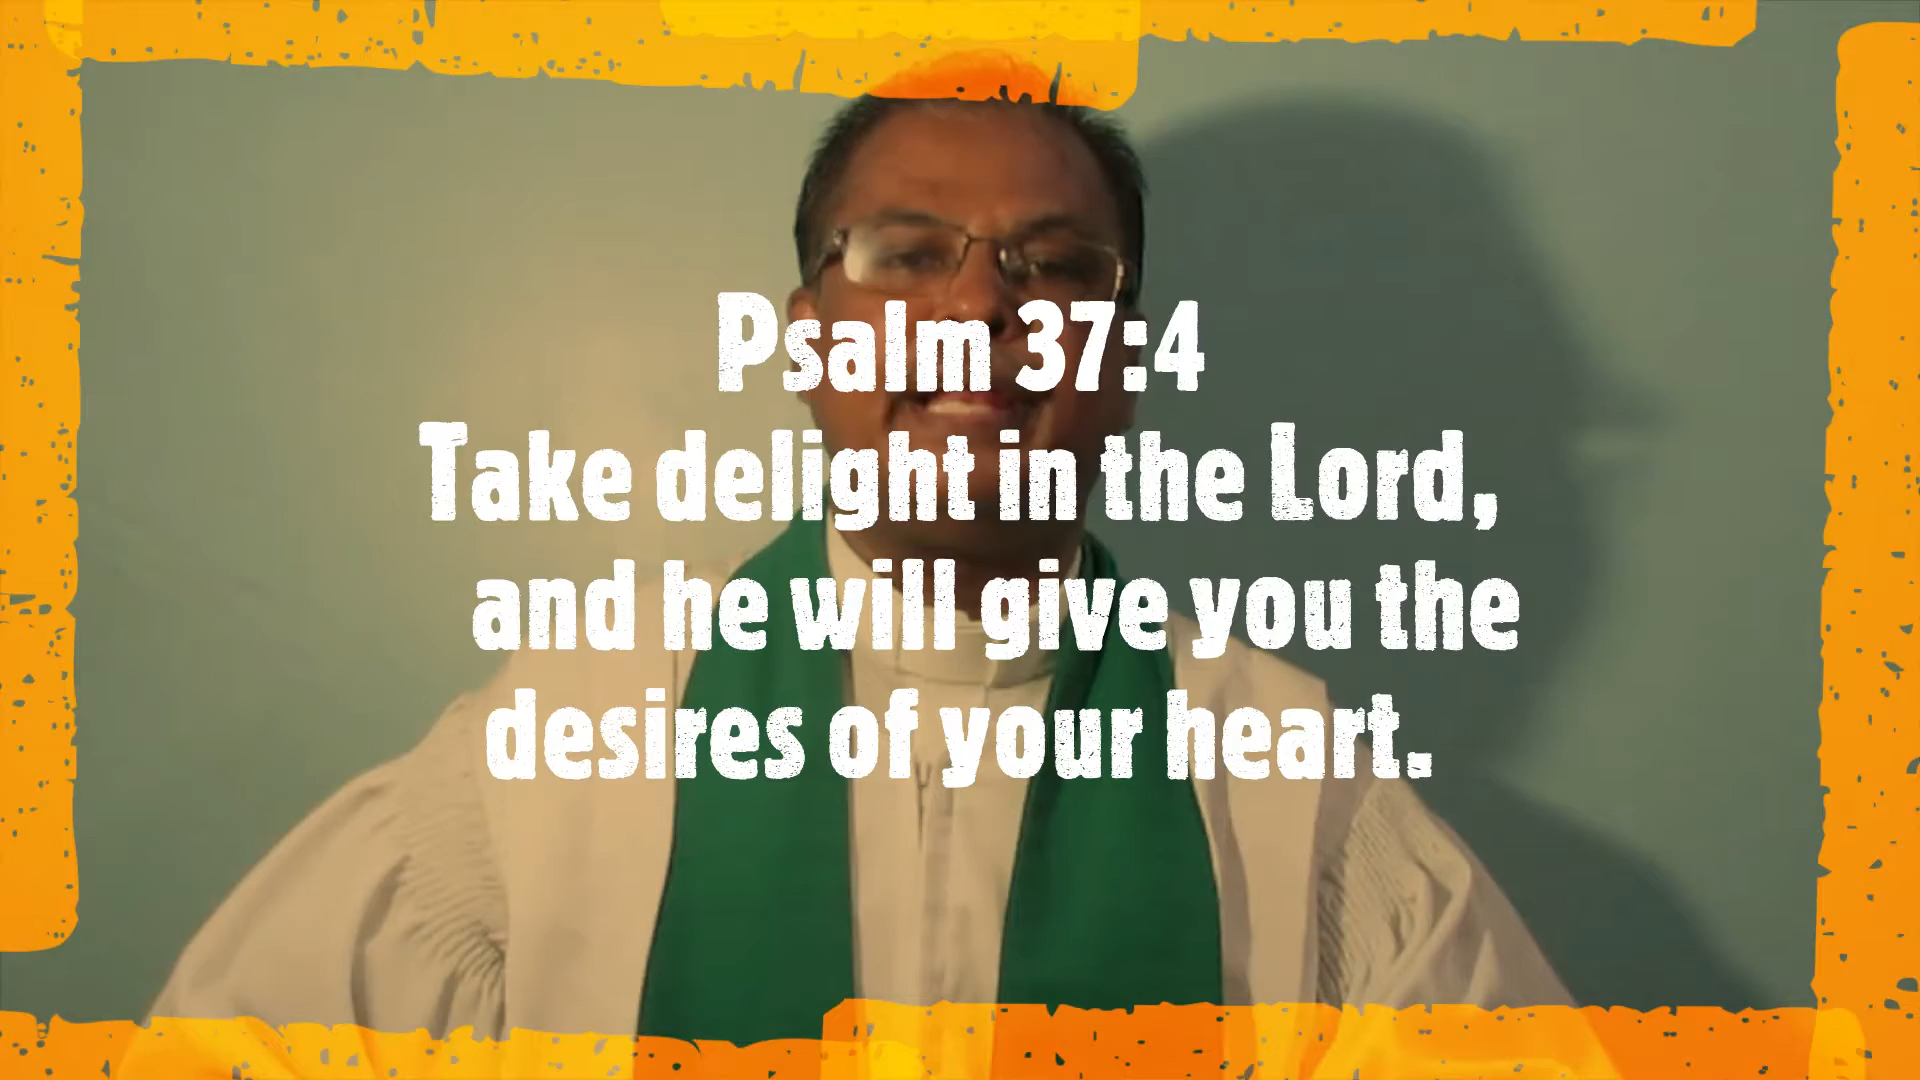 Psalm 37:4
Take delight in the Lord,
and he will give you the
desires of your heart.